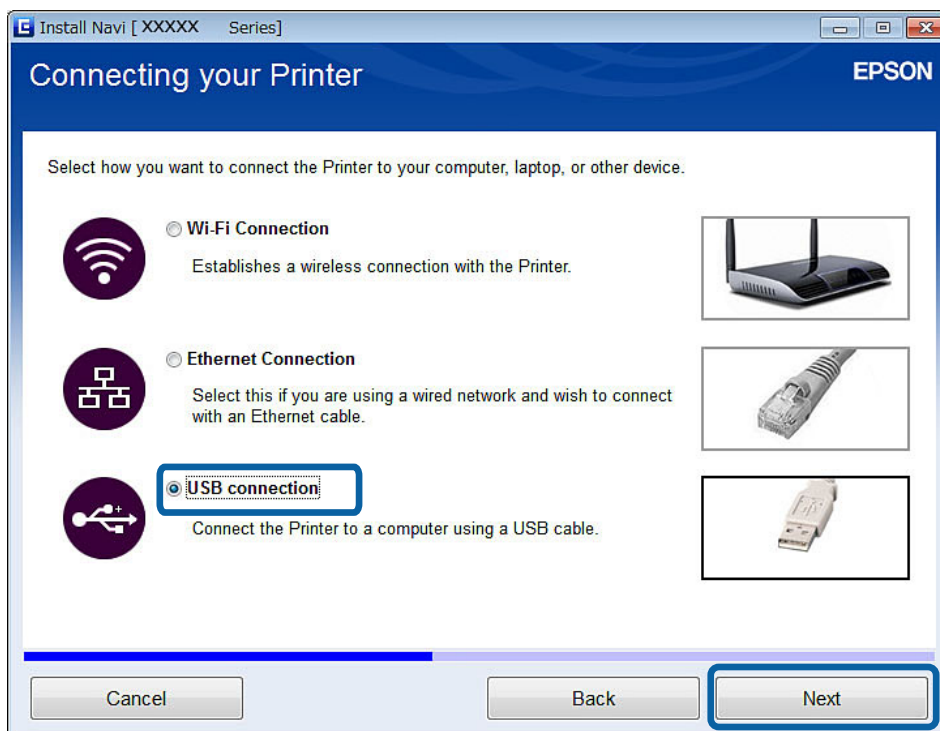 Install Navi [ XXXXX Series]
Connecting your Printer
EPSON
Select how you want to connect the Printer to your computer, laptop, or other device.
Wi-Fi Connection
Establishes a wireless connection with the Printer.
Ethernet Connection
Select this if you are using a wired network and wish to connect
with an Ethernet cable.
USB connection
Connect the Printer to a computer using a USB cable.
Cancel
Back
Next